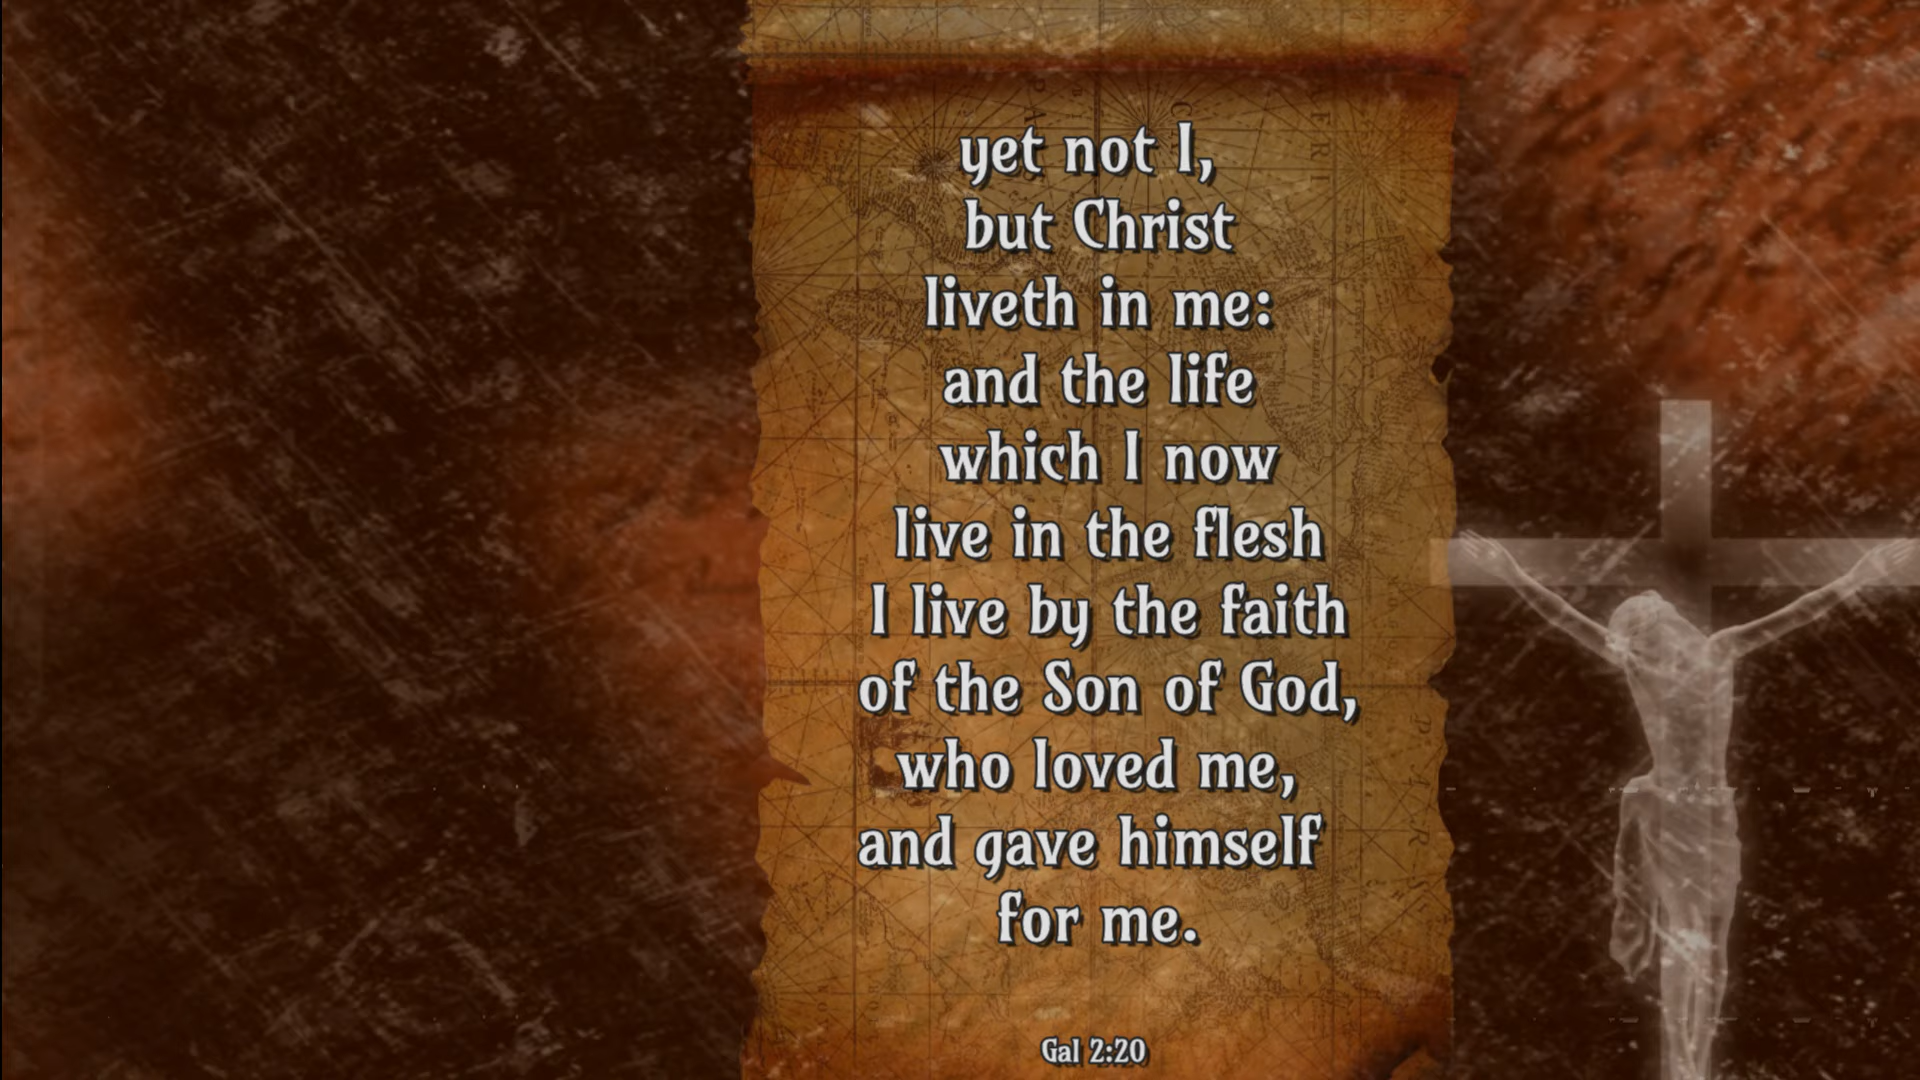 yet not I,
but Christ
liveth in me:
and the life
which I now
live in the flesh
I live by the faith
of the Son of God,
who loved me,
and gave himself
for me.
Gal 2:20